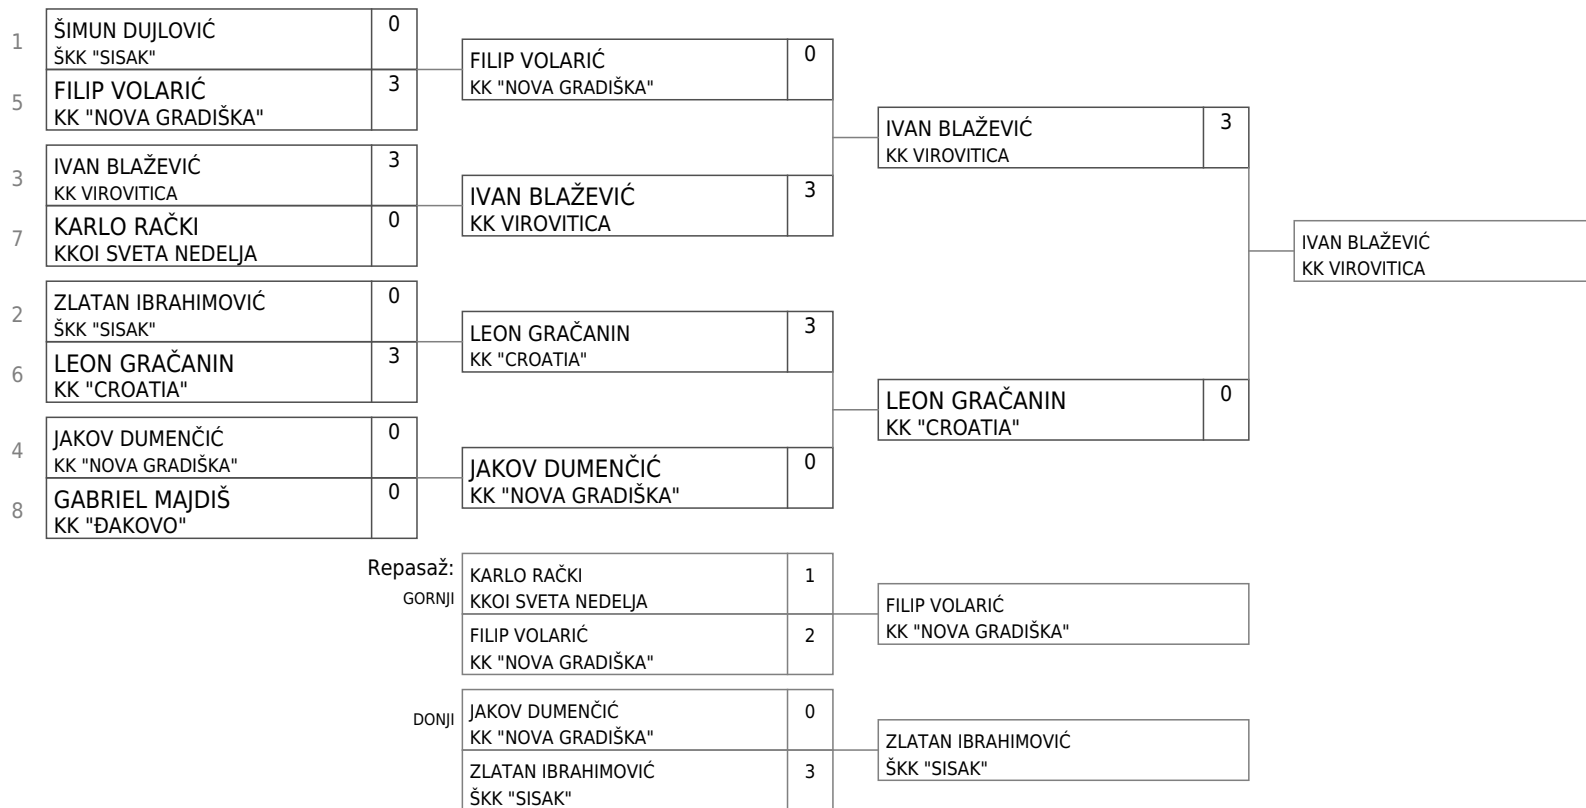 1
ŠIMUN DUJLOVIĆ
ŠKK "SISAK"
0
5
FILIP VOLARIĆ
KK "NOVA GRADIŠKA"
3
3
IVAN BLAŽEVIĆ
KK VIROVITICA
3
7
KARLO RAČKI
KKOI SVETA NEDELJA
0
2
ZLATAN IBRAHIMOVIĆ
ŠKK "SISAK"
0
6
LEON GRAČANIN
KK "CROATIA"
3
4
JAKOV DUMENČIĆ
KK "NOVA GRADIŠKA"
0
8
GABRIEL MAJDIŠ
KK "ĐAKOVO"
0
FILIP VOLARIĆ
KK "NOVA GRADIŠKA"
0
IVAN BLAŽEVIĆ
KK VIROVITICA
3
LEON GRAČANIN
KK "CROATIA"
3
JAKOV DUMENČIĆ
KK "NOVA GRADIŠKA"
0
IVAN BLAŽEVIĆ
KK VIROVITICA
3
LEON GRAČANIN
KK "CROATIA"
0
IVAN BLAŽEVIĆ
KK VIROVITICA
Repasaž:
GORNJI
KARLO RAČKI
KKOI SVETA NEDELJA
1
FILIP VOLARIĆ
KK "NOVA GRADIŠKA"
2
FILIP VOLARIĆ
KK "NOVA GRADIŠKA"
DONJI
JAKOV DUMENČIĆ
KK "NOVA GRADIŠKA"
0
ZLATAN IBRAHIMOVIĆ
ŠKK "SISAK"
3
ZLATAN IBRAHIMOVIĆ
ŠKK "SISAK"